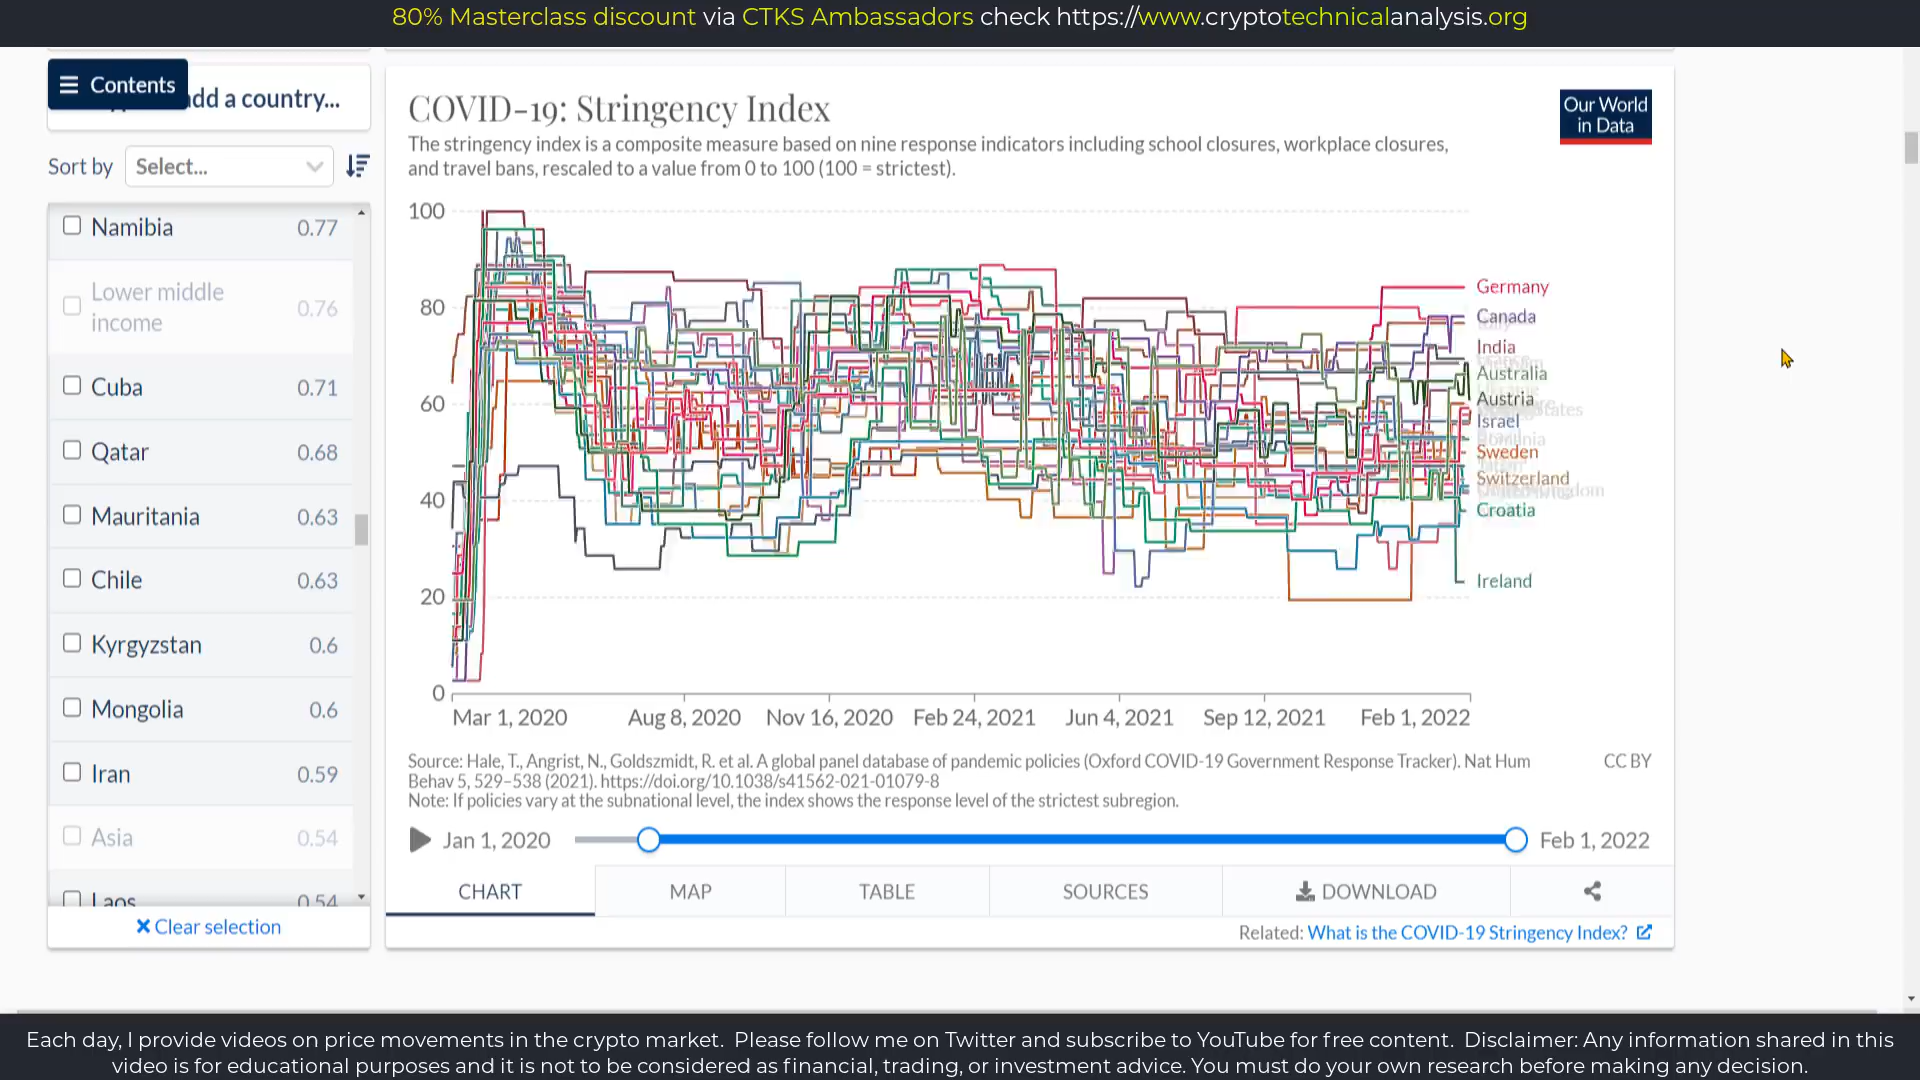 80% Masterclass discount via CTKS Ambassadors check https://www.cryptotechnicalanalysis.org
Contents
add a country...
Sort by Select...
Namibia 0.77
Lower middle
income 0.76
Cuba 0.71
Qatar 0.68
Mauritania 0.63
Chile 0.63
Kyrgyzstan 0.6
Mongolia 0.6
Iran 0.59
Asia 0.54
Laos 0.54
Clear selection
COVID-19: Stringency Index
The stringency index is a composite measure based on nine response indicators including school closures, workplace closures,
and travel bans, rescaled to a value from 0 to 100 (100 = strictest).
Our World
in Data
100
80
60
40
20
0
Germany
Canada
India
Australia
Austria
Israel
Sweden
Switzerland
Croatia
Ireland
Mar 1, 2020 Aug 8, 2020 Nov 16, 2020 Feb 24, 2021 Jun 4, 2021 Sep 12, 2021 Feb 1, 2022
Source: Hale, T., Angrist, N., Goldszmidt, R. et al. A global panel database of pandemic policies (Oxford COVID-19 Government Response Tracker). Nat Hum
Behav 5, 529–538 (2021). https://doi.org/10.1038/s41562-021-01079-8
CC BY
Note: If policies vary at the subnational level, the index shows the response level of the strictest subregion.
Jan 1, 2020 Feb 1, 2022
CHART MAP TABLE SOURCES DOWNLOAD
Related: What is the COVID-19 Stringency Index?
Each day, I provide videos on price movements in the crypto market. Please follow me on Twitter and subscribe to YouTube for free content. Disclaimer: Any information shared in this
video is for educational purposes and it is not to be considered as financial, trading, or investment advice. You must do your own research before making any decision.